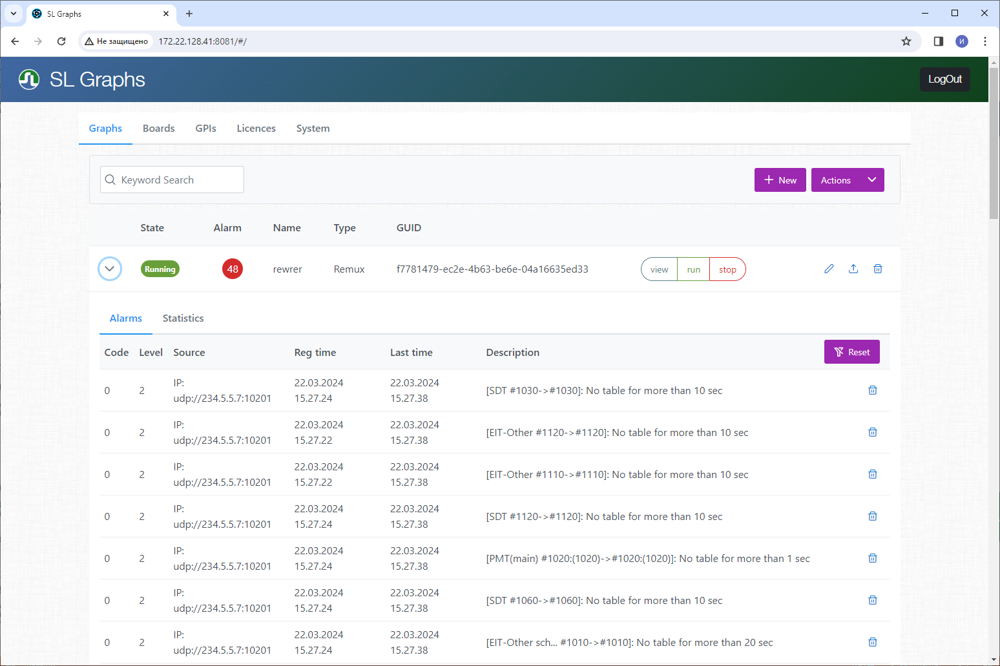 SL Graphs
Не защищено 172.22.128.41:8081/#/
И
SL Graphs
LogOut
Graphs Boards GPIs Licences System
Keyword Search
New Actions
State Alarm Name Type GUID
Running 48 rewrer Remux f7781479-ec2e-4b63-be6e-04a16635ed33 view run stop
Alarms Statistics
Code Level Source Reg time Last time Description Reset
0 2 IP: udp://234.5.5.7:10201 22.03.2024 15.27.24 22.03.2024 15.27.38 [SDT #1030->#1030]: No table for more than 10 sec
0 2 IP: udp://234.5.5.7:10201 22.03.2024 15.27.22 22.03.2024 15.27.38 [EIT-Other #1120->#1120]: No table for more than 10 sec
0 2 IP: udp://234.5.5.7:10201 22.03.2024 15.27.22 22.03.2024 15.27.38 [EIT-Other #1110->#1110]: No table for more than 10 sec
0 2 IP: udp://234.5.5.7:10201 22.03.2024 15.27.24 22.03.2024 15.27.38 [SDT #1120->#1120]: No table for more than 10 sec
0 2 IP: udp://234.5.5.7:10201 22.03.2024 15.27.24 22.03.2024 15.27.38 [PMT(main) #1020:(1020)->#1020:(1020)]: No table for more than 1 sec
0 2 IP: udp://234.5.5.7:10201 22.03.2024 15.27.24 22.03.2024 15.27.38 [SDT #1060->#1060]: No table for more than 10 sec
0 2 IP: udp://234.5.5.7:10201 22.03.2024 15.27.24 22.03.2024 15.27.38 [EIT-Other sch... #1010->#1010]: No table for more than 20 sec